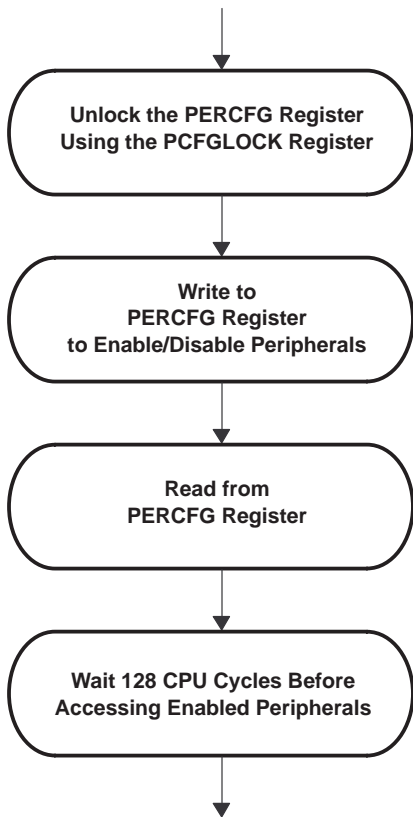 Unlock the PERCFG Register
Using the PCFGLOCK Register
Write to
PERCFG Register
to Enable/Disable Peripherals
Read from
PERCFG Register
Wait 128 CPU Cycles Before
Accessing Enabled Peripherals